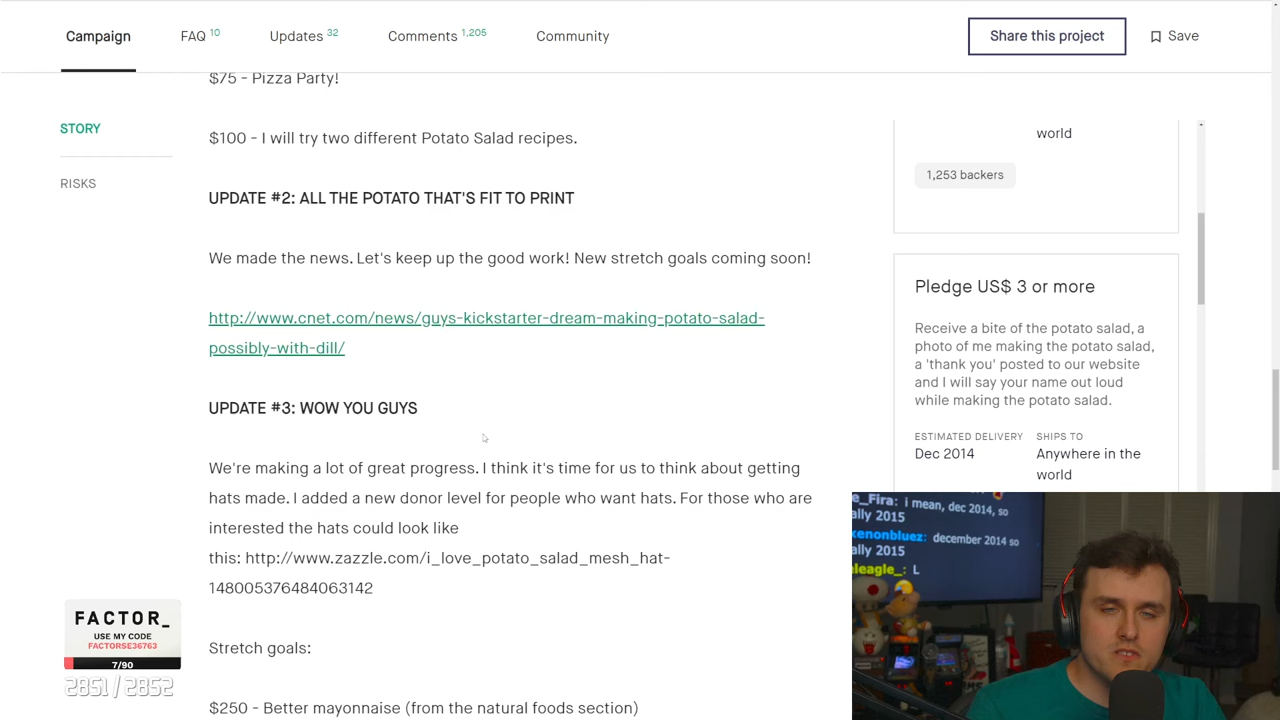 Campaign
FAQ 10
Updates 32
Comments 1,205
Community
Share this project
Save
$75 - Pizza Party!
STORY
RISKS
$100 - I will try two different Potato Salad recipes.
UPDATE #2: ALL THE POTATO THAT'S FIT TO PRINT
We made the news. Let's keep up the good work! New stretch goals coming soon!
http://www.cnet.com/news/guys-kickstarter-dream-making-potato-salad-
possibly-with-dill/
UPDATE #3: WOW YOU GUYS
We're making a lot of great progress. I think it's time for us to think about getting
hats made. I added a new donor level for people who want hats. For those who are
interested the hats could look like
this: http://www.zazzle.com/i_love_potato_salad_mesh_hat-
148005376484063142
Stretch goals:
$250 - Better mayonnaise (from the natural foods section)
world
1,253 backers
Pledge US$ 3 or more
Receive a bite of the potato salad, a
photo of me making the potato salad,
a 'thank you' posted to our website
and I will say your name out loud
while making the potato salad.
ESTIMATED DELIVERY
Dec 2014
SHIPS TO
Anywhere in the
world
e_Fira: i mean, dec 2014, so
ally 2015
kenonbluez: december 2014 so
ally 2015
leagle_: L
FACTOR_
USE MY CODE
FACTORSE36763
7/90
2851 / 2852